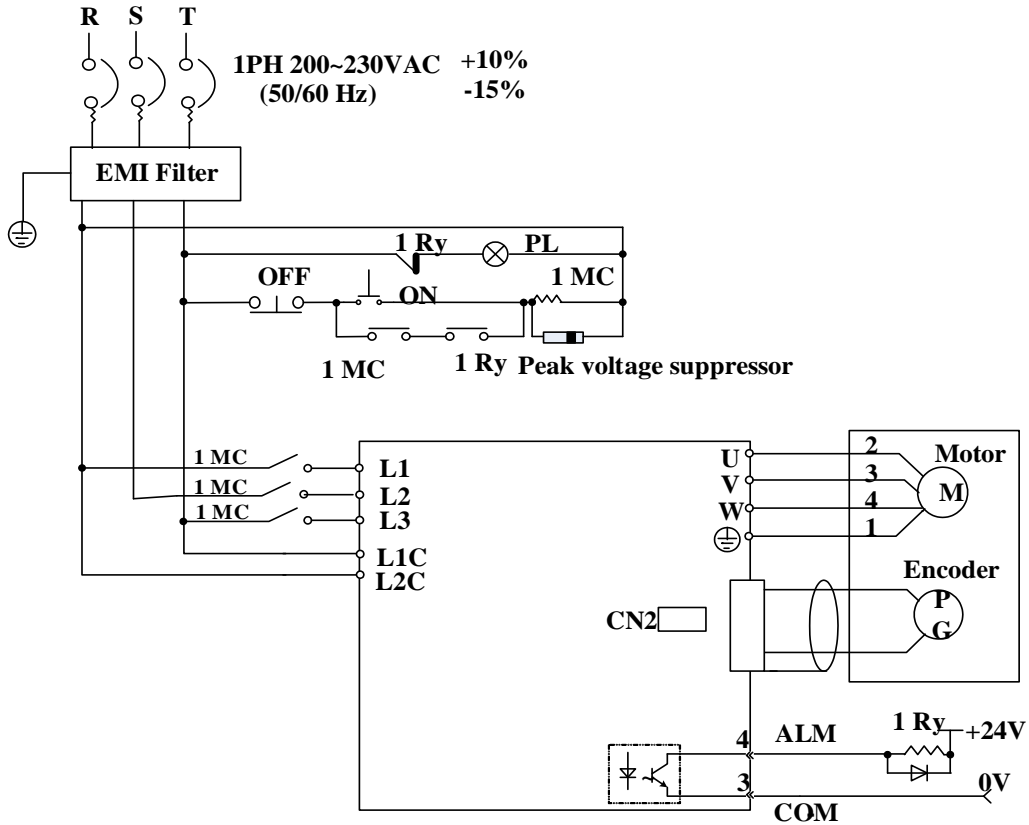 R S T
1PH 200~230VAC +10%
(50/60 Hz) -15%
EMI Filter
1 Ry PL
OFF 1 MC
ON
1 MC 1 Ry Peak voltage suppressor
1 MC L1 U 2 Motor
1 MC L2 V 3 M
1 MC L3 W 4
1
L1C
L2C
Encoder
CN2 P
G
1 Ry
4 ALM +24V
3 0V
COM